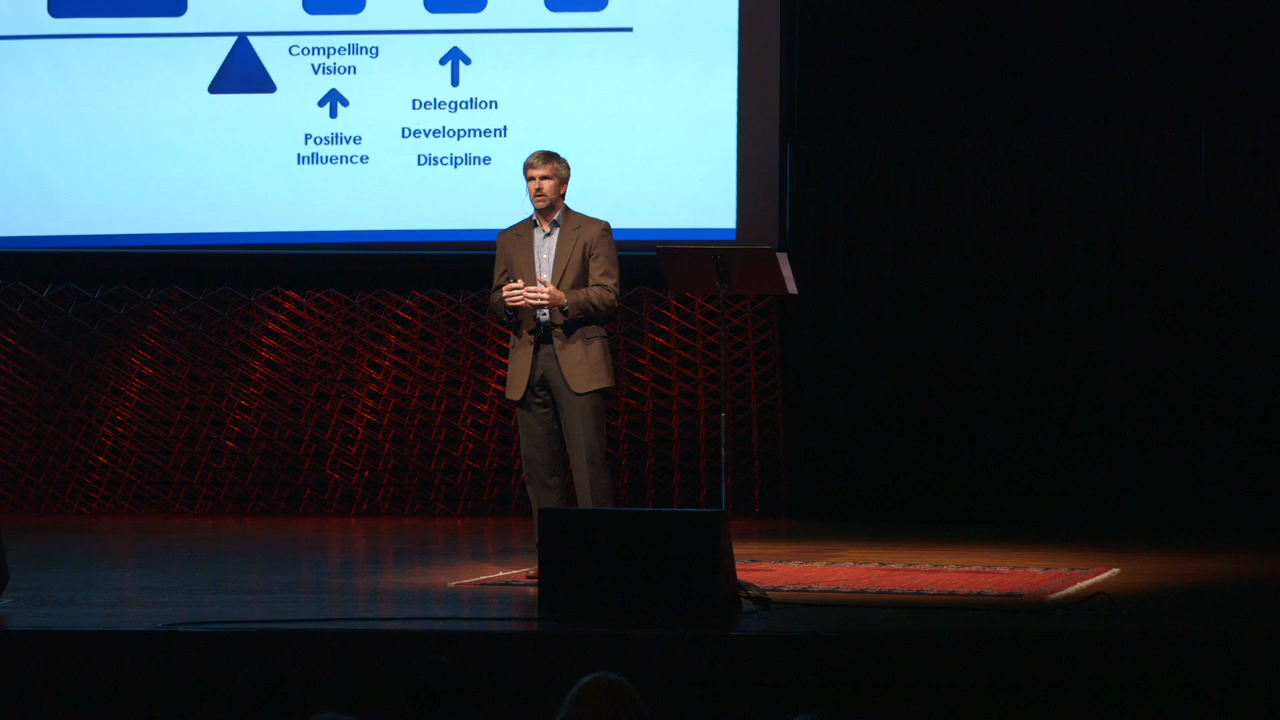 Compelling
Vision
Positive
Influence
Delegation
Development
Discipline